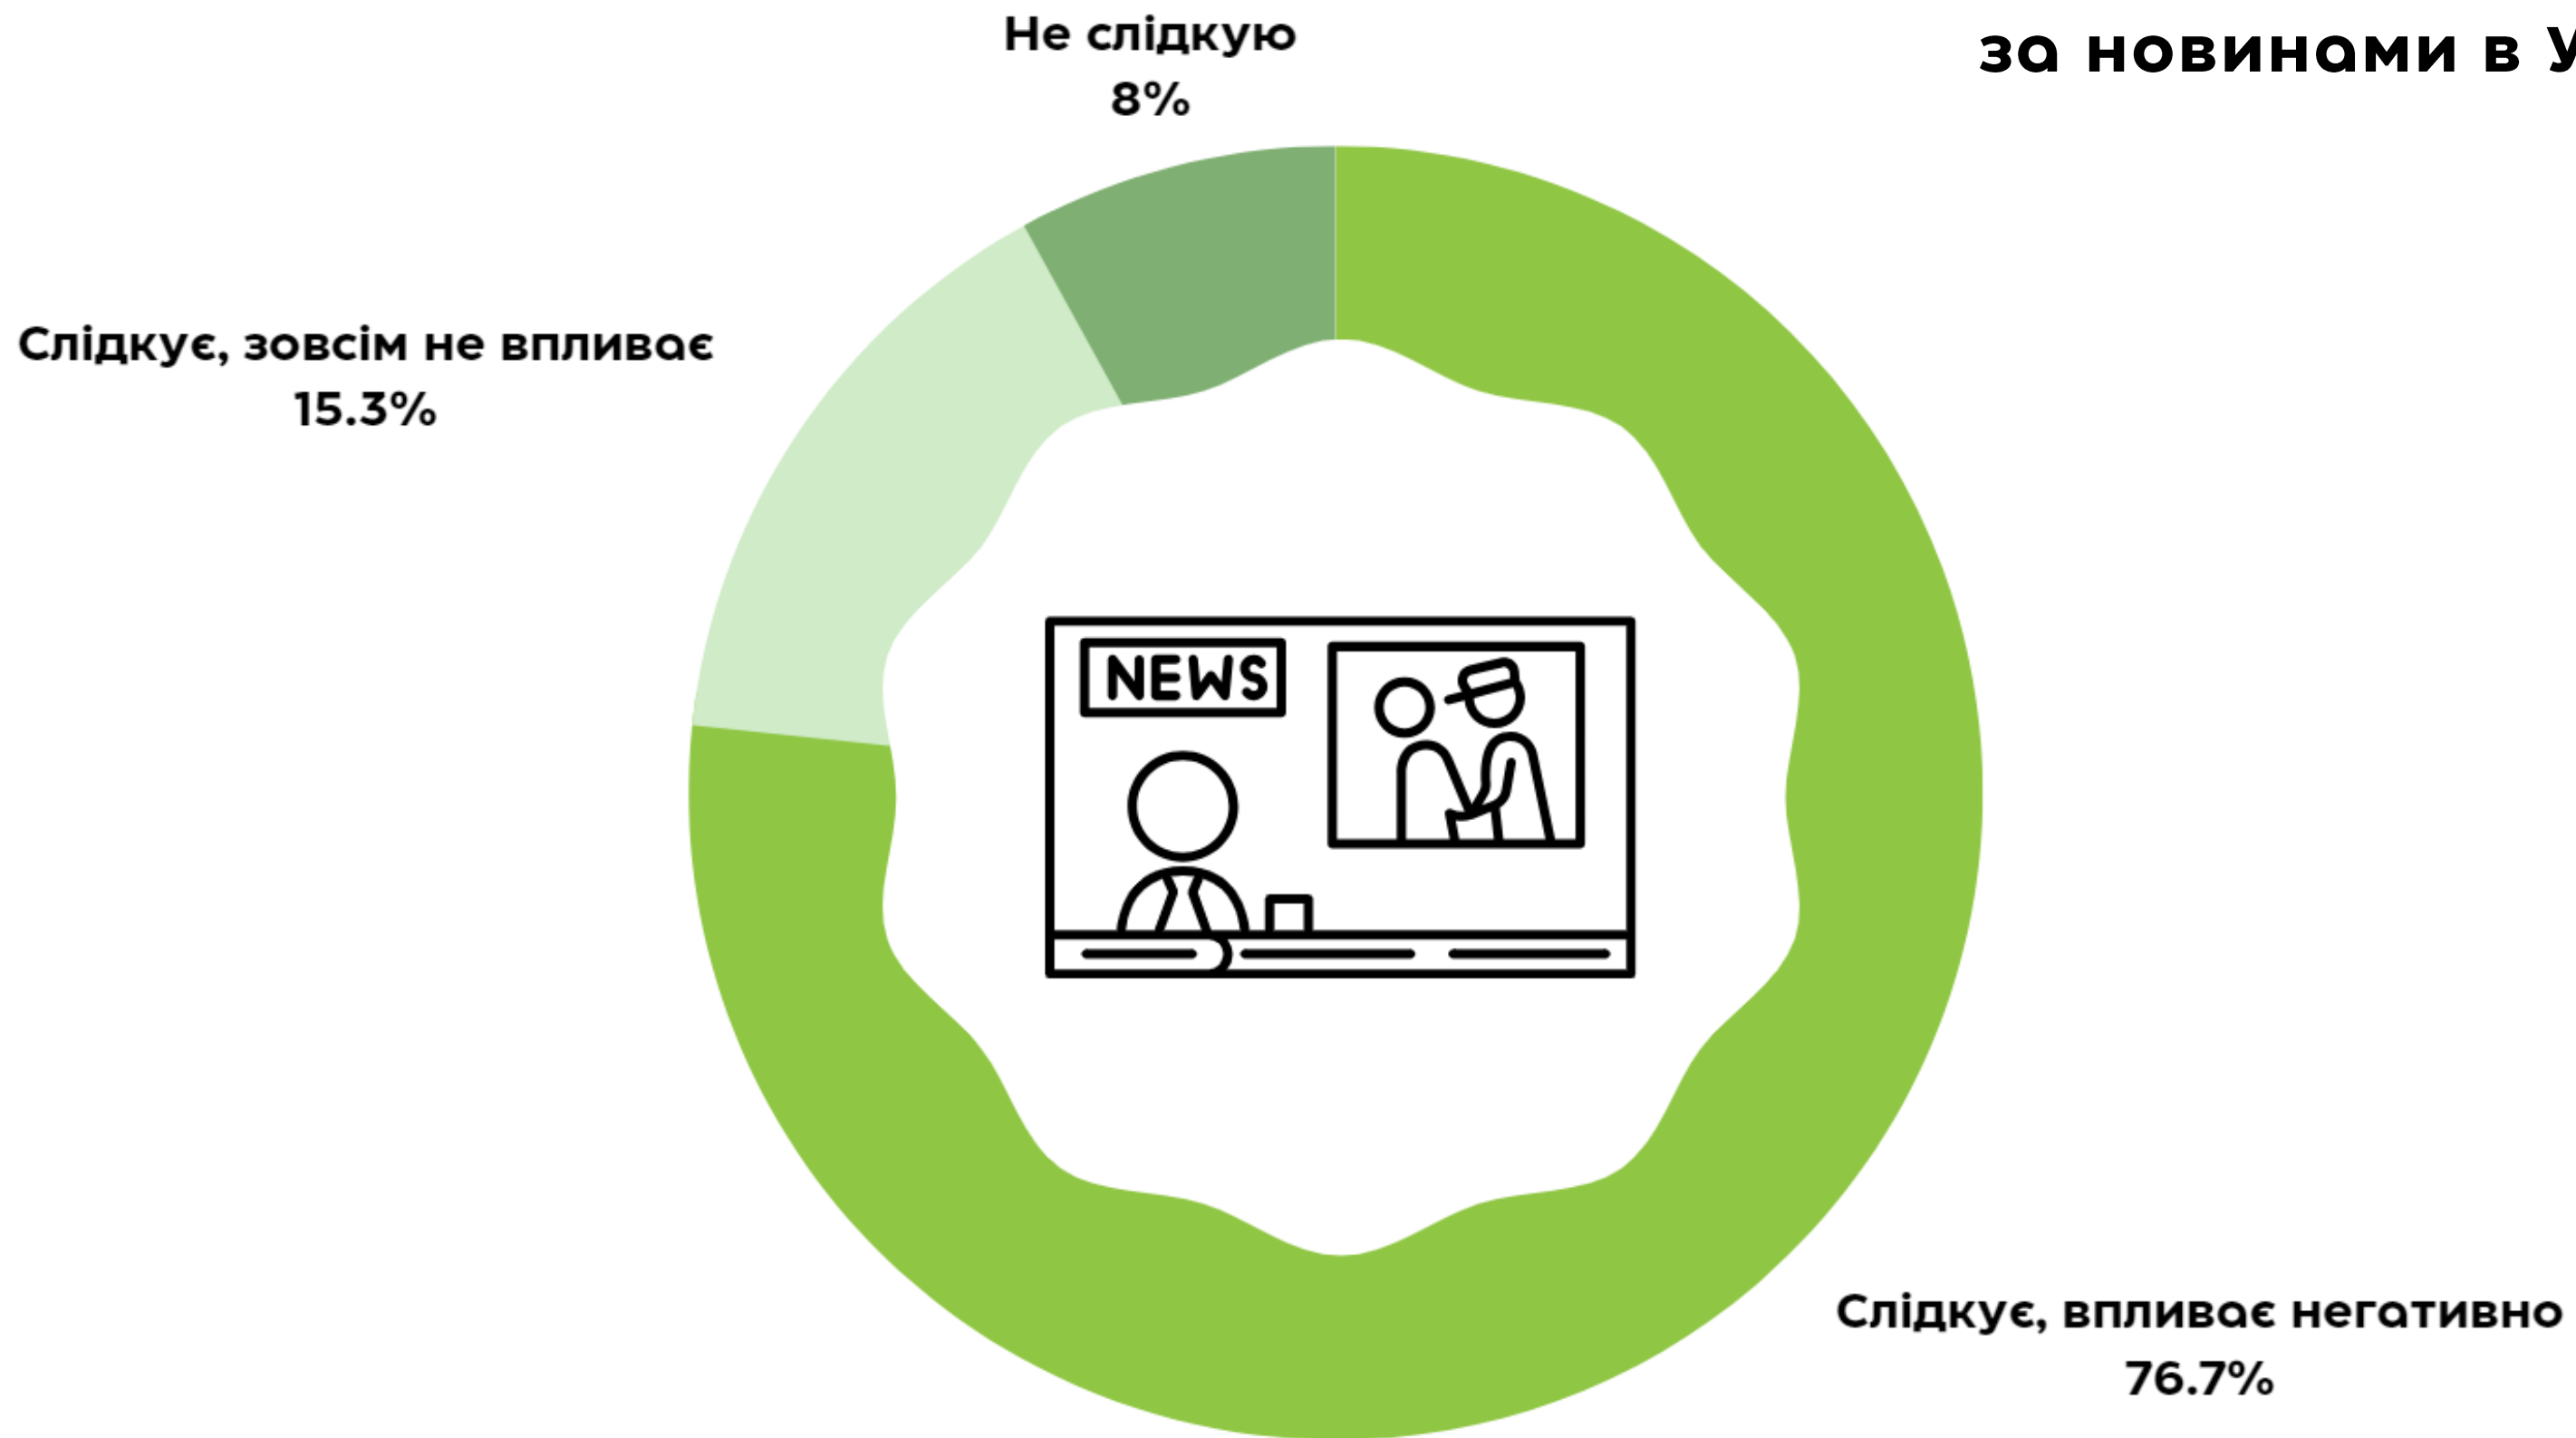 Не слідкую
8%
за новинами в У
Слідкує, зовсім не впливає
15.3%
NEWS
Слідкує, впливає негативно
76.7%